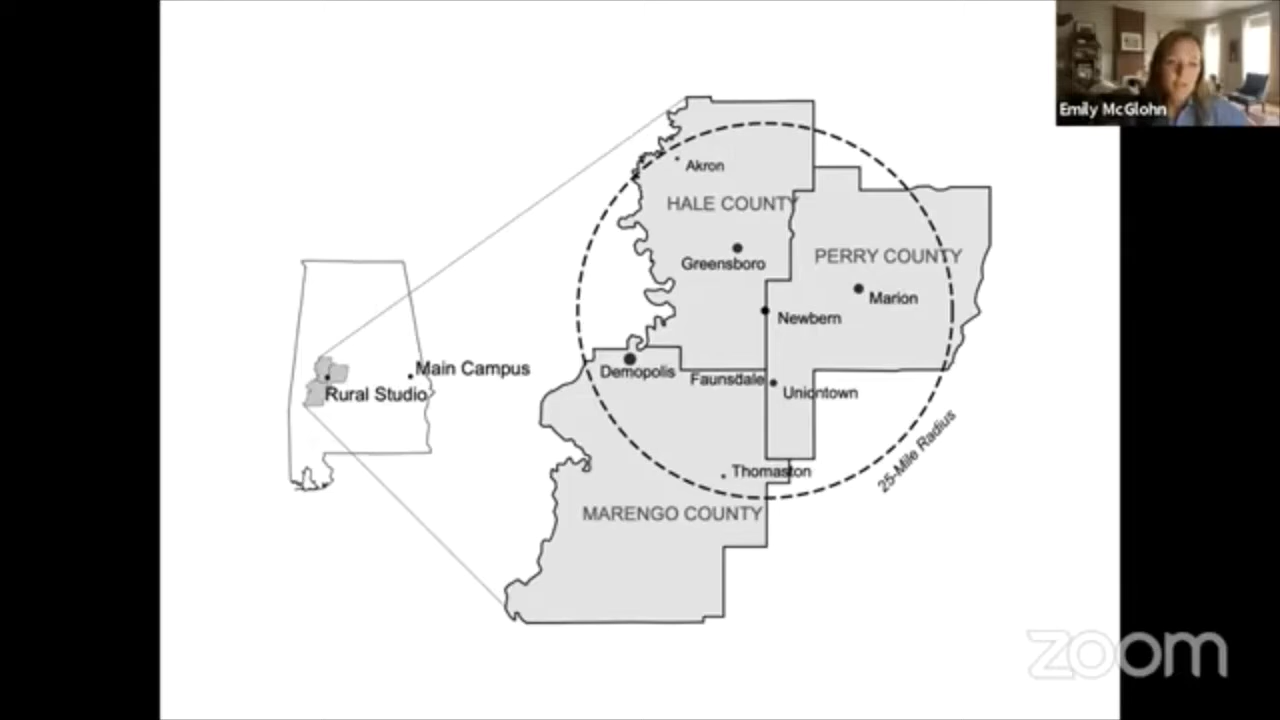 Emily McGlohn
Akron
HALE COUNTY
PERRY COUNTY
Greensboro
Marion
Newbern
Main Campus
Rural Studio
Demopolis
Faunsdale
Uniontown
25-Mile Radius
Thomaston
MARENGO COUNTY
zoom